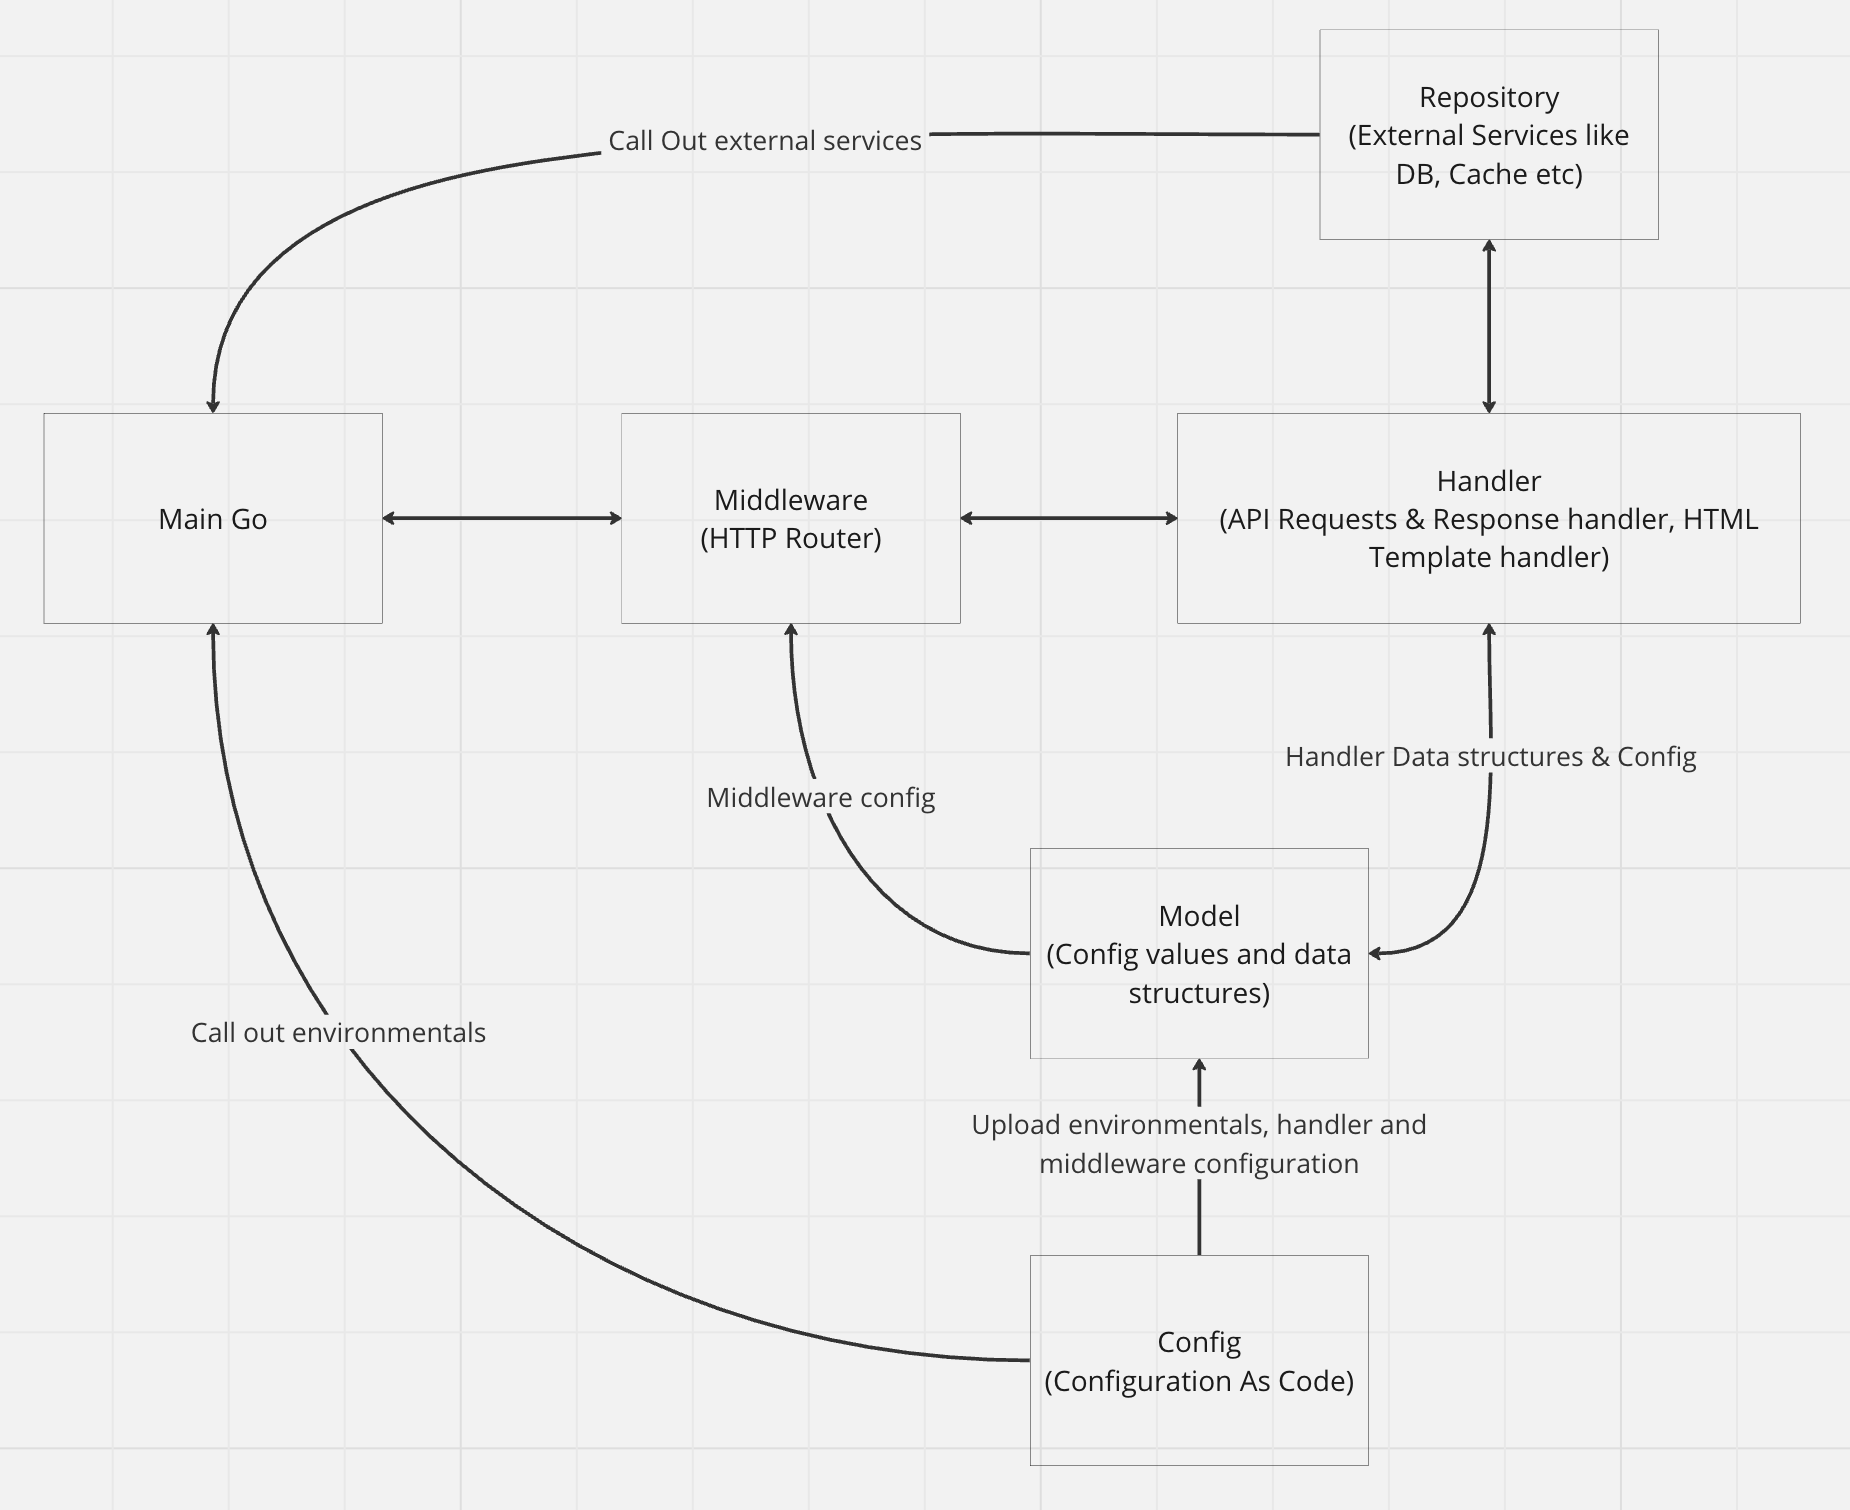 Repository
(External Services like
DB, Cache etc)
Call Out external services
Main Go
Middleware
(HTTP Router)
Handler
(API Requests & Response handler, HTML
Template handler)
Handler Data structures & Config
Middleware config
Model
(Config values and data
structures)
Call out environmentals
Upload environmentals, handler and
middleware configuration
Config
(Configuration As Code)